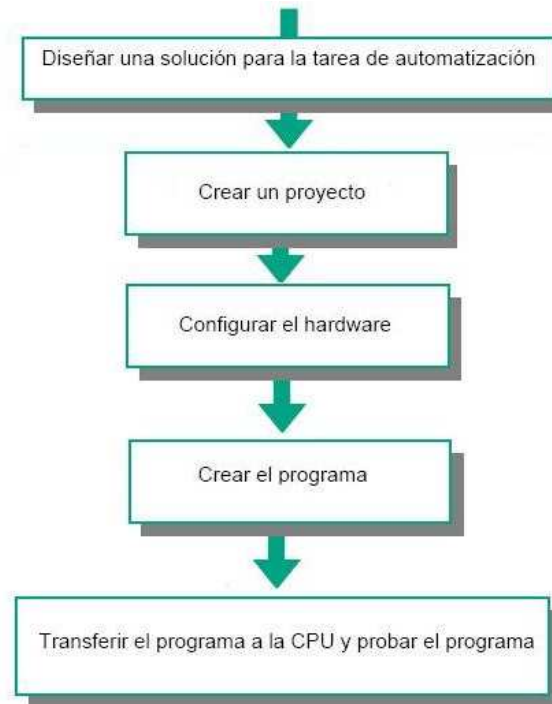 Diseñar una solución para la tarea de automatización
Crear un proyecto
Configurar el hardware
Crear el programa
Transferir el programa a la CPU y probar el programa